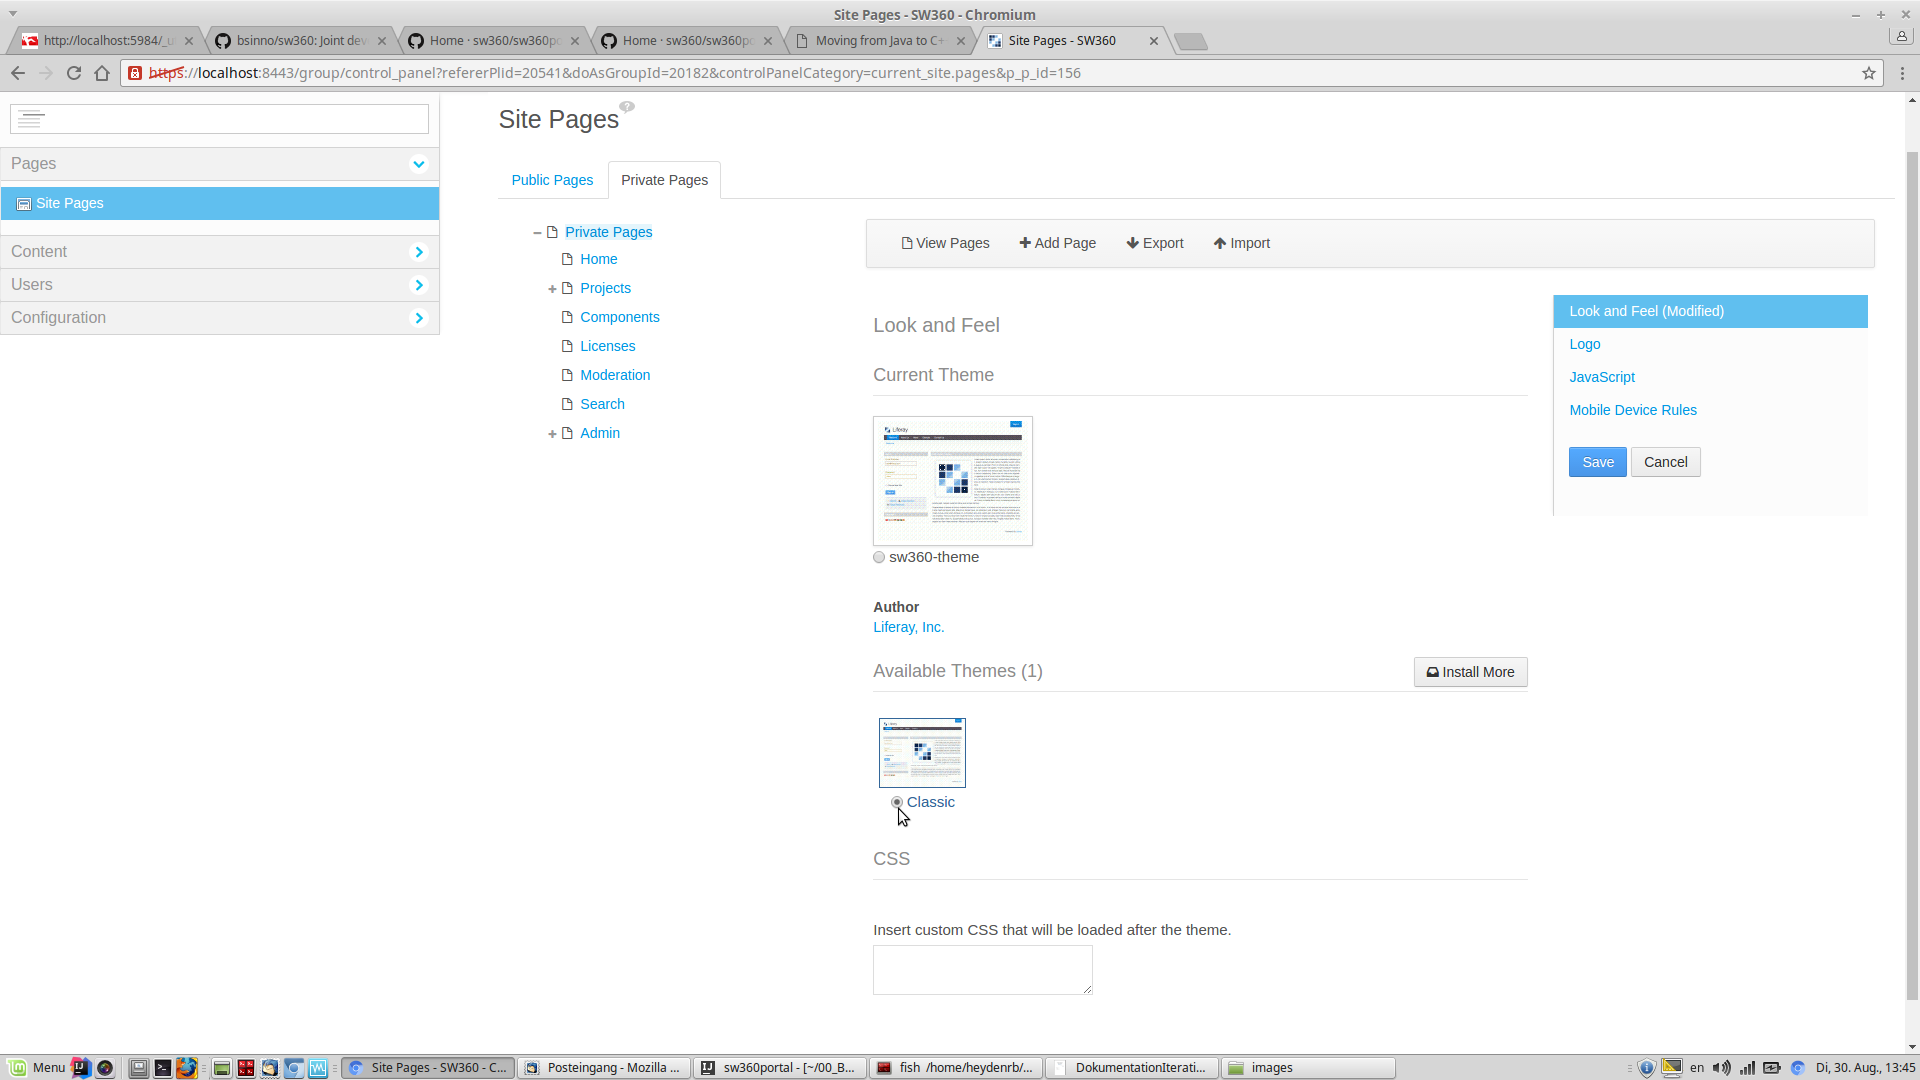 Site Pages - SW360 - Chromium
http://localhost:5984/_u
bsinno/sw360: Joint dev
Home · sw360/sw360po
Home · sw360/sw360po
Moving from Java to C+
Site Pages - SW360
https://localhost:8443/group/control_panel?refererPlid=20541&doAsGroupId=20182&controlPanelCategory=current_site.pages&p_p_id=156
Pages
Site Pages
Content
Users
Configuration
Site Pages
?
Public Pages
Private Pages
Private Pages
Home
Projects
Components
Licenses
Moderation
Search
Admin
View Pages
Add Page
Export
Import
Look and Feel
Current Theme
Liferay
sw360-theme
Author
Liferay, Inc.
Available Themes (1)
Install More
Classic
CSS
Insert custom CSS that will be loaded after the theme.
Look and Feel (Modified)
Logo
JavaScript
Mobile Device Rules
Save
Cancel
Menu
Site Pages - SW360 - C...
Posteingang - Mozilla ...
sw360portal - [~/00_B...
fish /home/heydenrb/...
DokumentationIterati...
images
en
Di, 30. Aug., 13:45